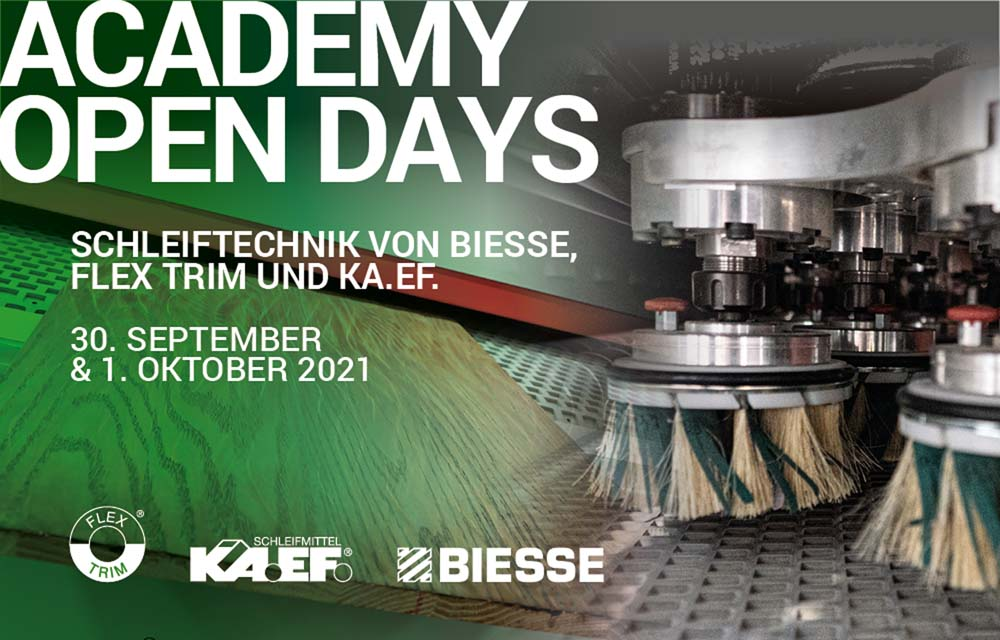 ACADEMY
OPEN DAYS
SCHLEIFTECHNIK VON BIESSE,
FLEX TRIM UND KA.EF.
30. SEPTEMBER
& 1. OKTOBER 2021
FLEX
TRIM
®
SCHLEIFMITTEL
KA.EF.®
BIESSE